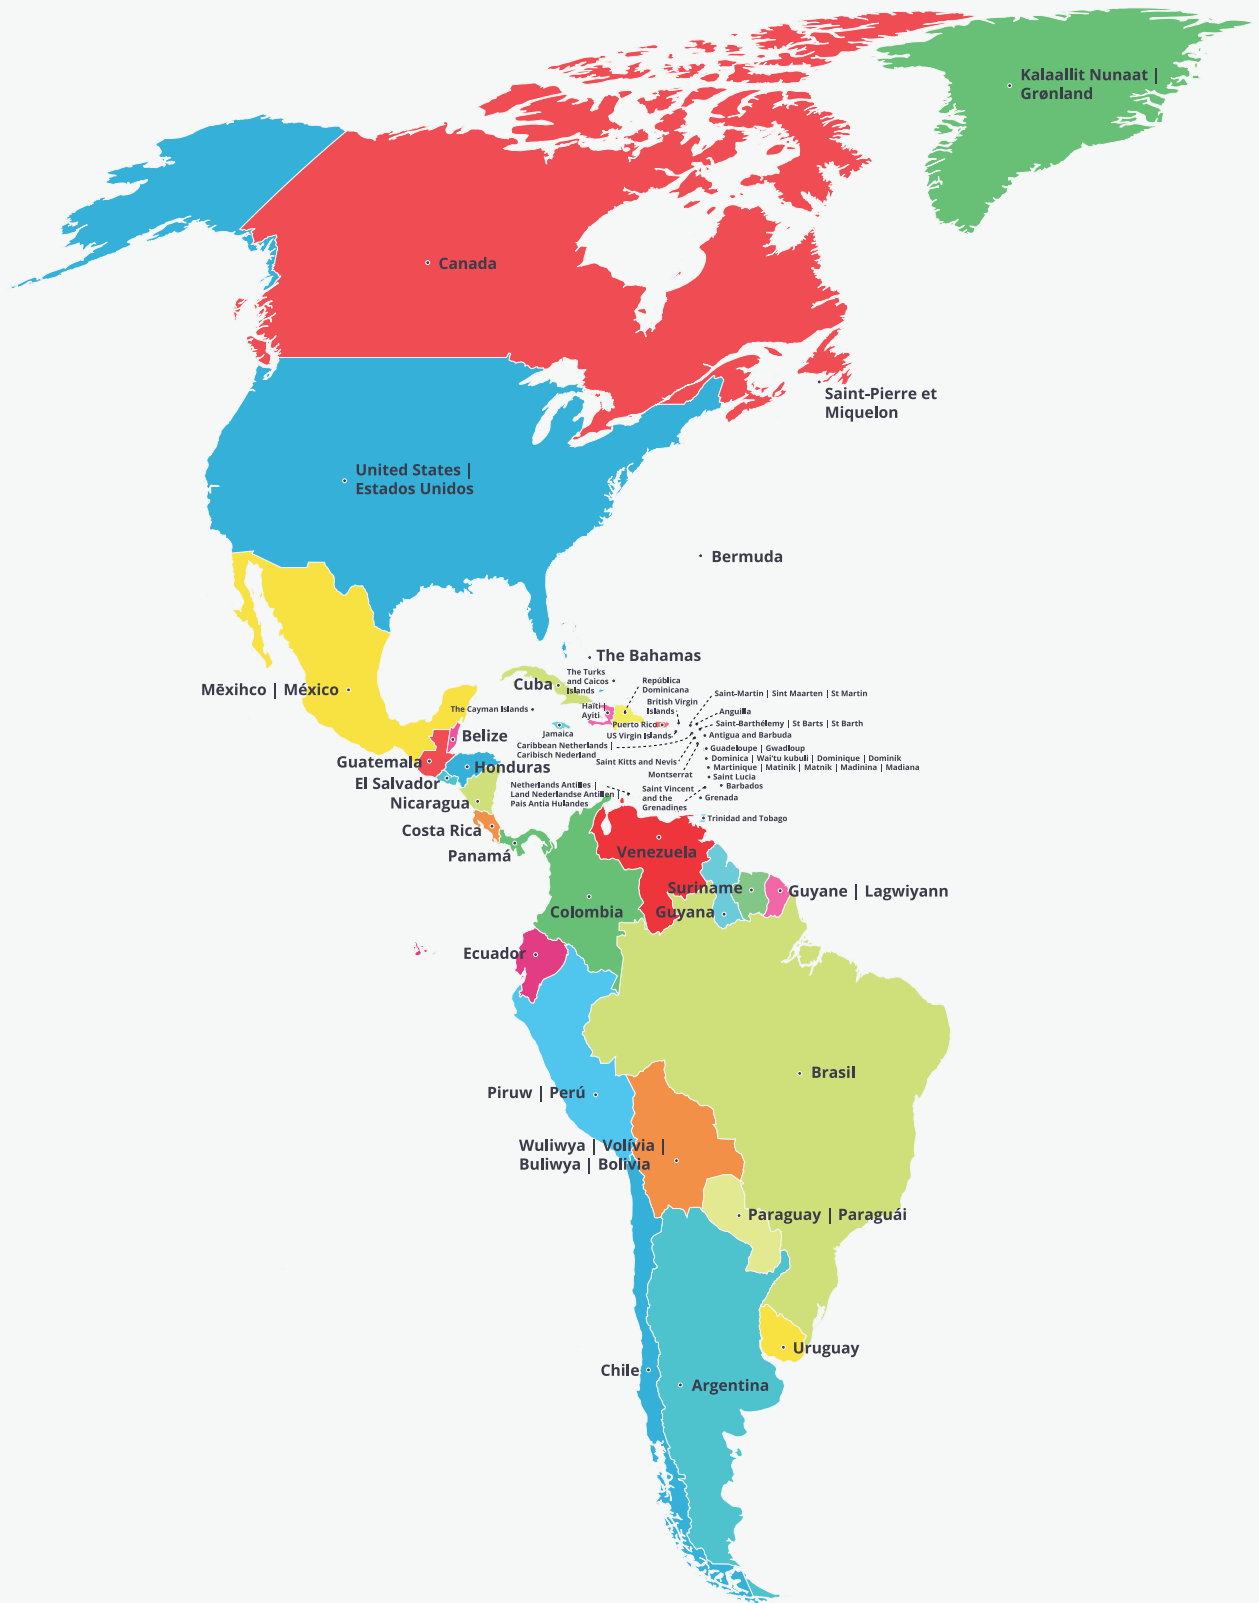 Kalaallit Nunaat |
Grønland
Canada
Saint-Pierre et
Miquelon
United States |
Estados Unidos
Bermuda
The Bahamas
Mēxihco | México
Cuba
The Turks
and Caicos
Islands
República
Dominicana
The Cayman Islands
Haïti |
Ayiti
British Virgin
Islands
Saint-Martin | Sint Maarten | St Martin
Anguilla
Puerto Rico
Saint-Barthélemy | St Barts | St Barth
Jamaica
US Virgin Islands
Antigua and Barbuda
Belize
Caribbean Netherlands |
Caribisch Nederland
Guadeloupe | Gwadloup
Guatemala
Saint Kitts and Nevis
Dominica | Wai'tu kubuli | Dominique | Dominik
Honduras
Martinique | Matinik | Matnik | Madinina | Madiana
Montserrat
Saint Lucia
El Salvador
Netherlands Antilles |
Land Nederlandse Antillen |
Pais Antia Hulandes
Saint Vincent
and the
Grenadines
Barbados
Nicaragua
Grenada
Costa Rica
Trinidad and Tobago
Panamá
Venezuela
Suriname
Guyane | Lagwiyann
Colombia
Guyana
Ecuador
Brasil
Piruw | Perú
Wuliwya | Volívia |
Buliwya | Bolivia
Paraguay | Paraguái
Uruguay
Chile
Argentina